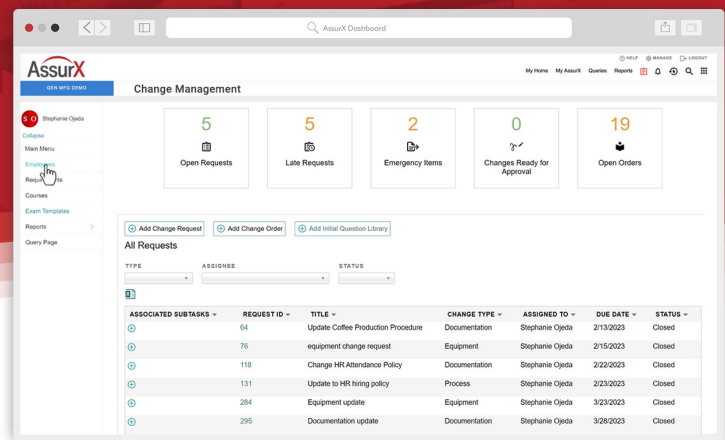 AssurX Dashboard
HELP MANAGE LOGOUT
AssurX
My Home My AssurX Queries Reports
GEN MFG DEMO
Change Management
S O Stephanie Ojeda
Collapse
Main Menu
Employees
Courses
Exam Templates
Reports
Query Page
5 5 2 0 19
Open Requests Late Requests Emergency Items Changes Ready for Approval Open Orders
Add Change Request Add Change Order Add Initial Question Library
All Requests
TYPE ASSIGNEE STATUS
ASSOCIATED SUBTASKS REQUEST ID TITLE CHANGE TYPE ASSIGNED TO DUE DATE STATUS
64 Update Coffee Production Procedure Documentation Stephanie Ojeda 2/13/2023 Closed
76 equipment change request Equipment Stephanie Ojeda 2/15/2023 Closed
118 Change HR Attendance Policy Documentation Stephanie Ojeda 2/22/2023 Closed
131 Update to HR hiring policy Process Stephanie Ojeda 2/23/2023 Closed
284 Equipment update Equipment Stephanie Ojeda 3/23/2023 Closed
295 Documentation update Documentation Stephanie Ojeda 3/28/2023 Closed